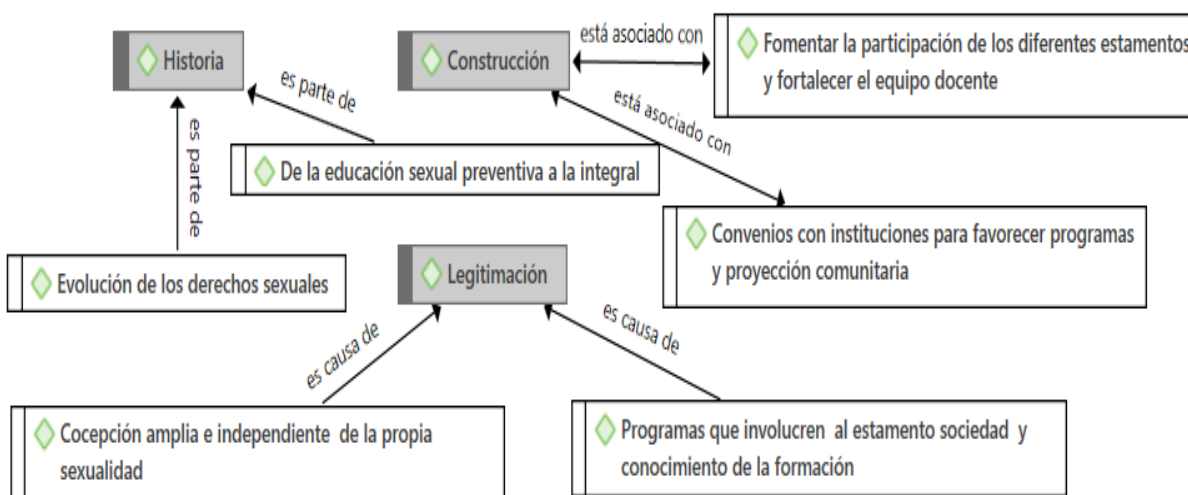 Historia
es parte de
es parte de
De la educación sexual preventiva a la integral
Evolución de los derechos sexuales
Construcción
está asociado con
Fomentar la participación de los diferentes estamentos
y fortalecer el equipo docente
está asociado con
Convenios con instituciones para favorecer programas
y proyección comunitaria
Legitimación
es causa de
es causa de
Cocepción amplia e independiente de la propia
sexualidad
Programas que involucren al estamento sociedad y
conocimiento de la formación